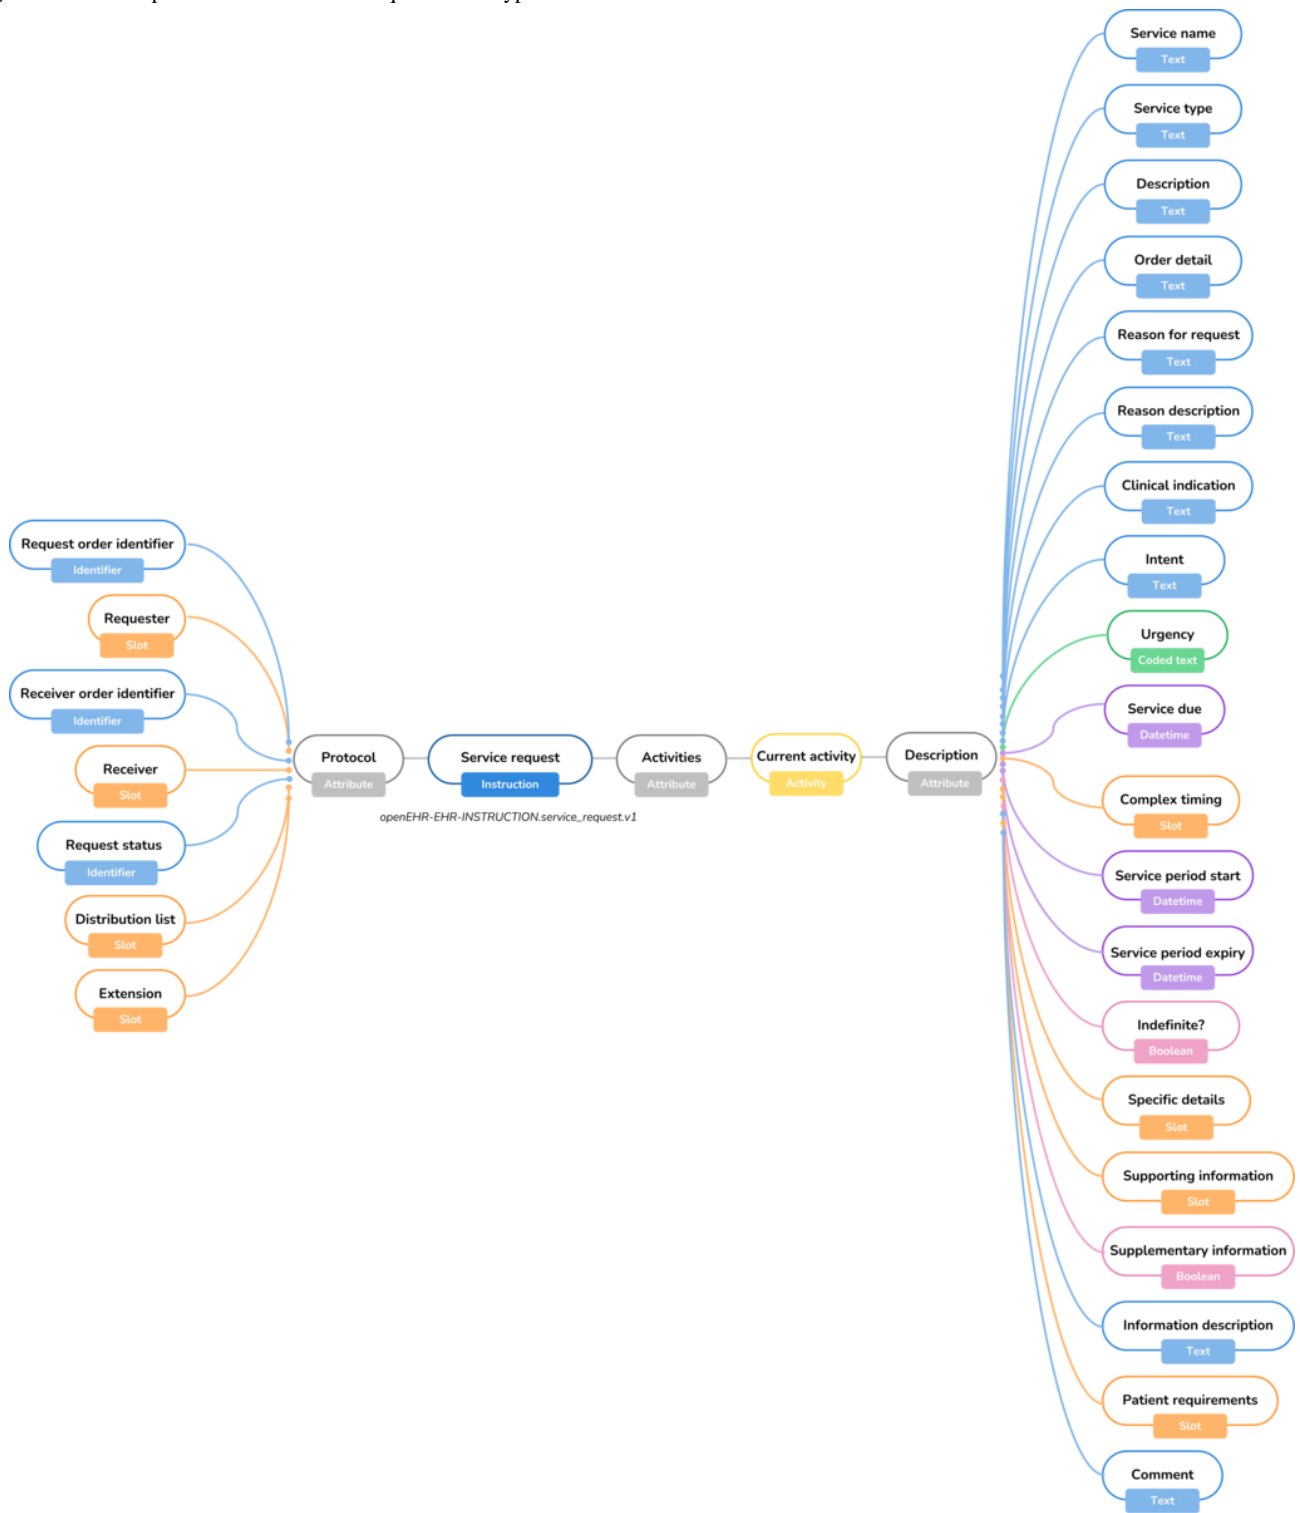 Service name
Text
Service type
Text
Description
Text
Order detail
Text
Reason for request
Text
Reason description
Text
Clinical indication
Text
Intent
Text
Urgency
Coded text
Service due
Datetime
Complex timing
Slot
Service period start
Datetime
Service period expiry
Datetime
Indefinite?
Boolean
Specific details
Slot
Supporting information
Slot
Supplementary information
Boolean
Information description
Text
Patient requirements
Slot
Comment
Text
Request order identifier
Identifier
Requester
Slot
Receiver order identifier
Identifier
Receiver
Slot
Request status
Identifier
Distribution list
Slot
Extension
Slot
Protocol
Attribute
Service request
Instruction
openEHR-EHR-INSTRUCTION.service_request.v1
Activities
Attribute
Current activity
Activity
Description
Attribute